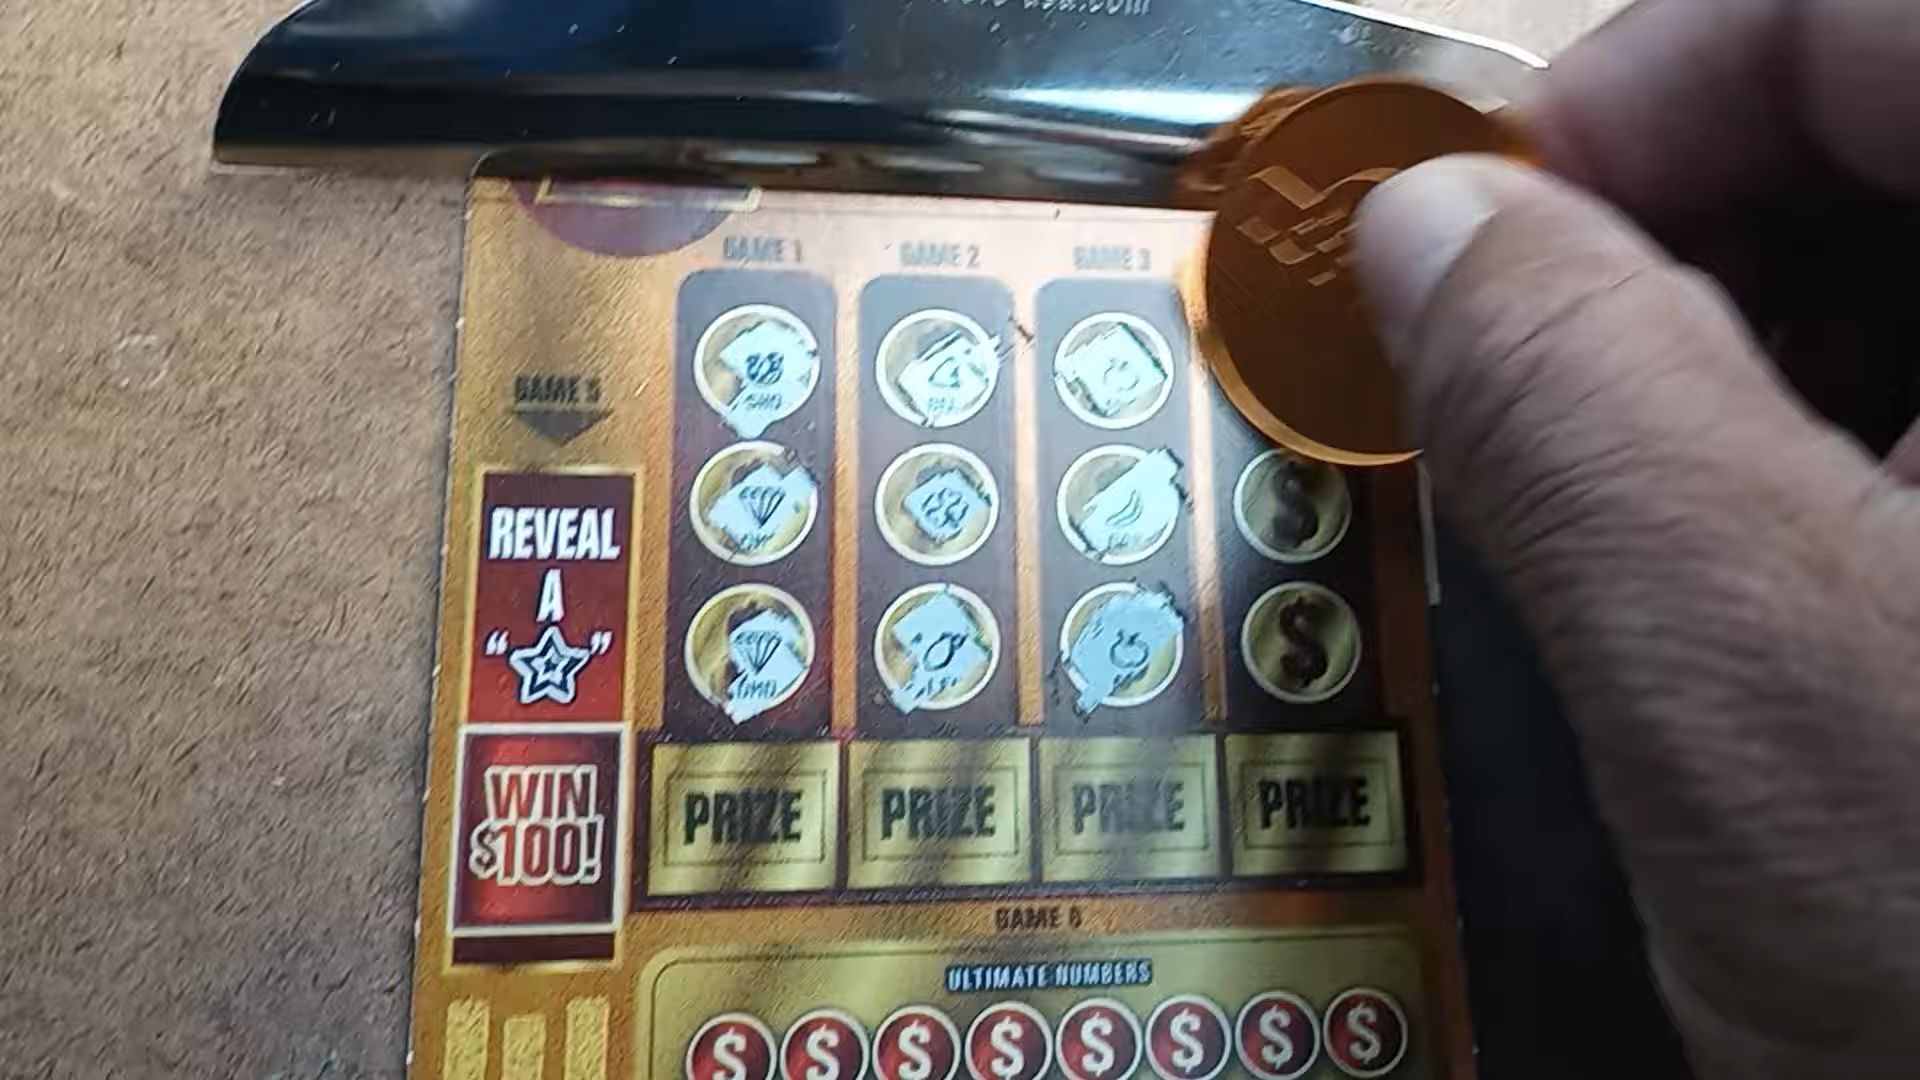 GAME 1
GAME 2
GAME 3
GAME 5
REVEAL
A
“ ”
WIN
$100!
PRIZE
PRIZE
PRIZE
PRIZE
GAME 6
ULTIMATE NUMBERS
$
$
$ $ $ $ $ $ $ $